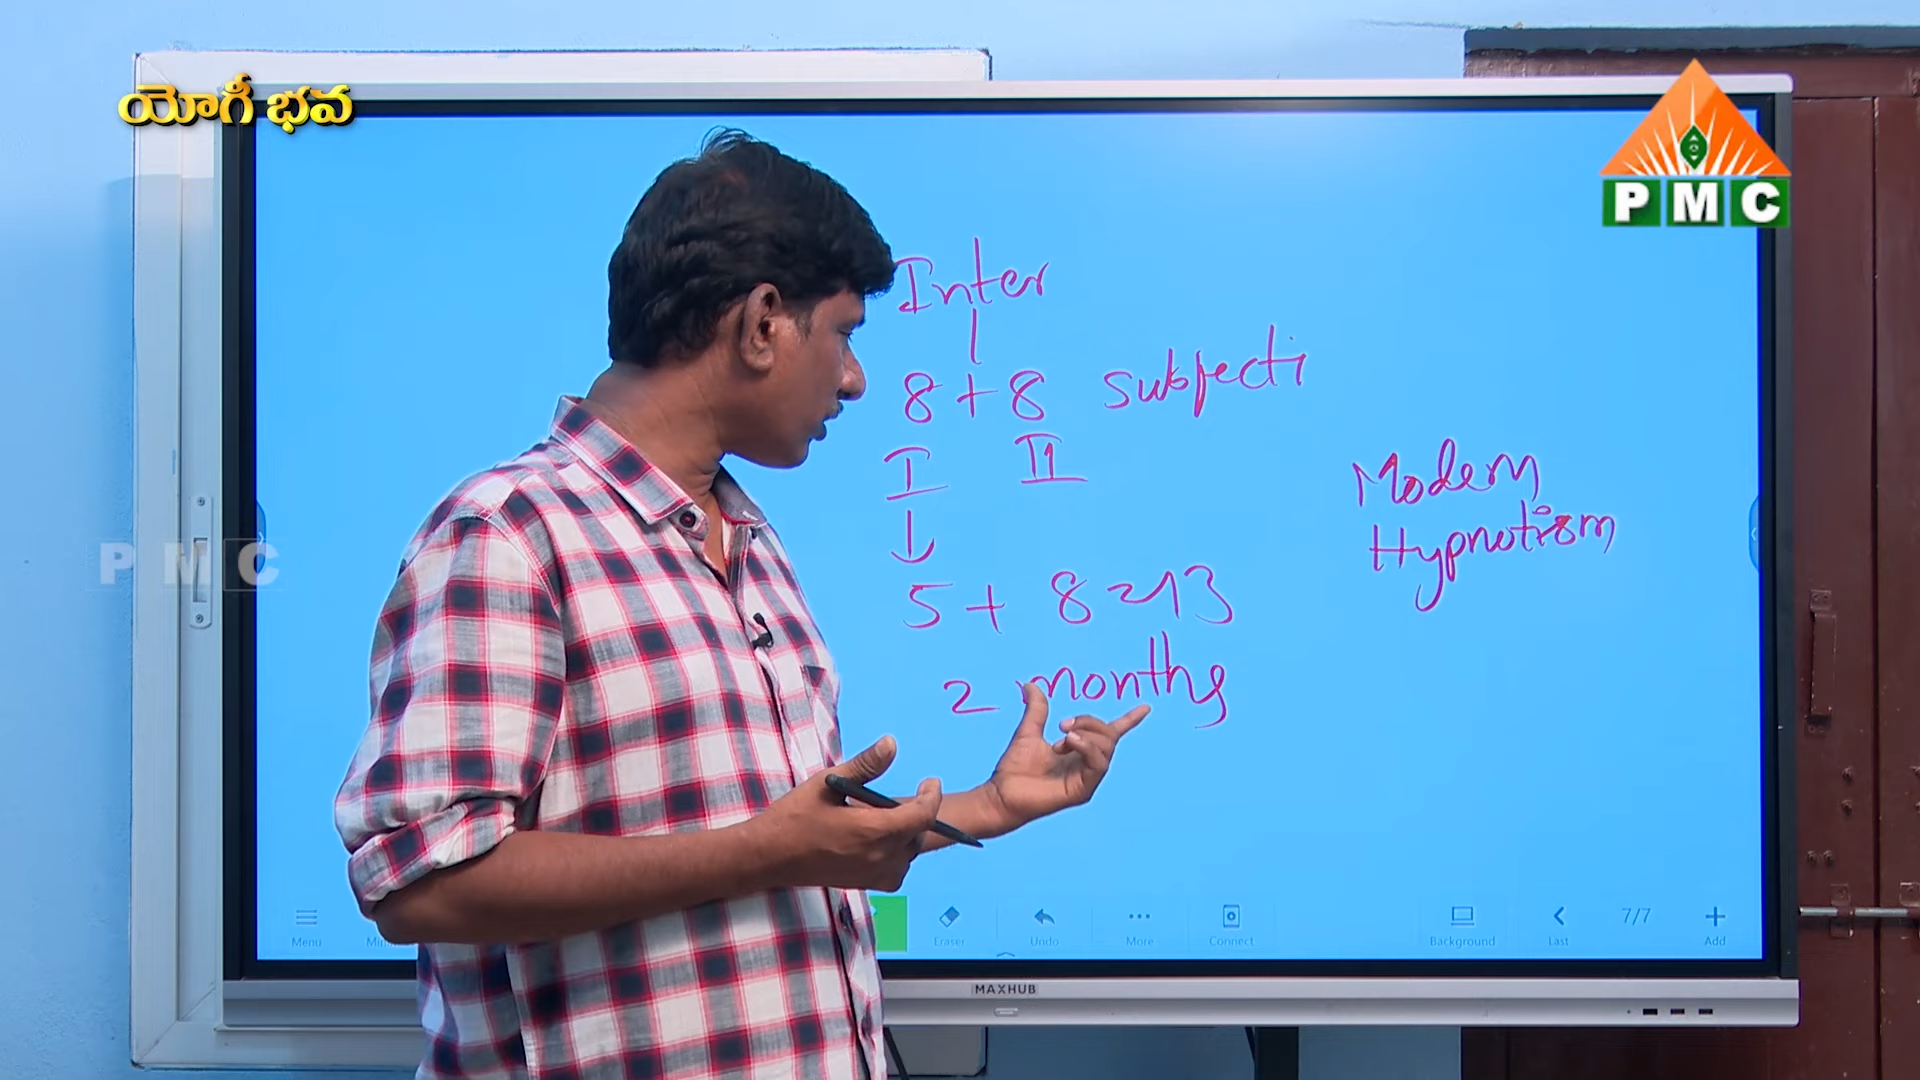 యోగీ భవ
PMC
Inter
8 + 8 subjects
I II
5 + 8 = 13
2 months
Modern
Hypnotism
PMC
Menu
Eraser
Undo
More
Connect
Background
Last
7/7
Add
MAXHUB